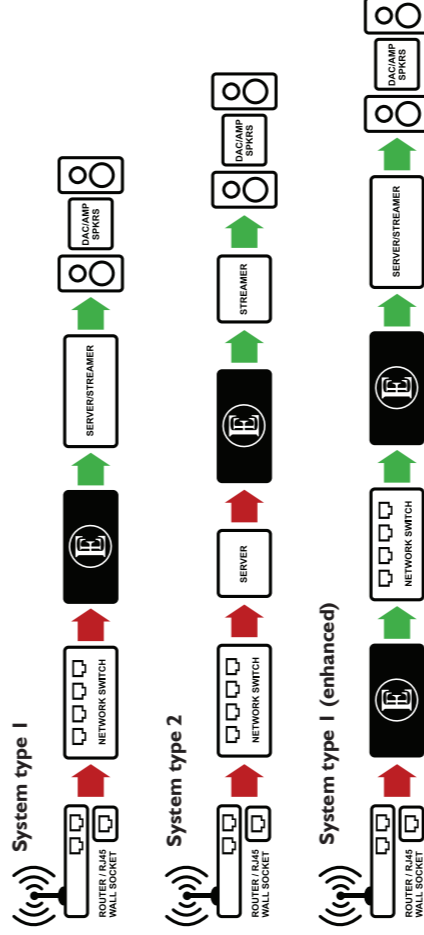 System type 1
ROUTER / RJ45
WALL SOCKET
NETWORK SWITCH
E
SERVER/STREAMER
DAC/AMP
SPKRS
System type 2
ROUTER / RJ45
WALL SOCKET
NETWORK SWITCH
SERVER
E
STREAMER
DAC/AMP
SPKRS
System type 1 (enhanced)
ROUTER / RJ45
WALL SOCKET
E
NETWORK SWITCH
E
SERVER/STREAMER
DAC/AMP
SPKRS